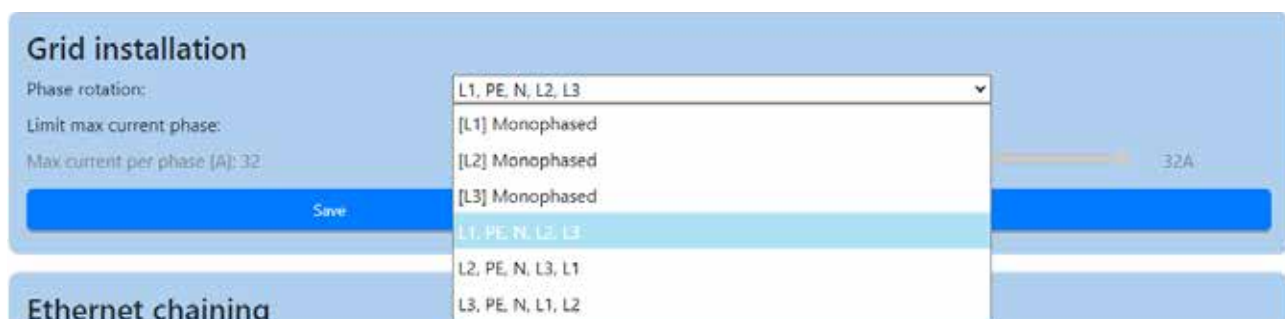 Grid installation
Phase rotation:
L1, PE, N, L2, L3
Limit max current phase:
[L1] Monophased
Max current per phase [A]: 32
[L2] Monophased
32A
[L3] Monophased
Save
L1, PE, N, L2, L3
L2, PE, N, L3, L1
Ethernet chaining
L3, PE, N, L1, L2